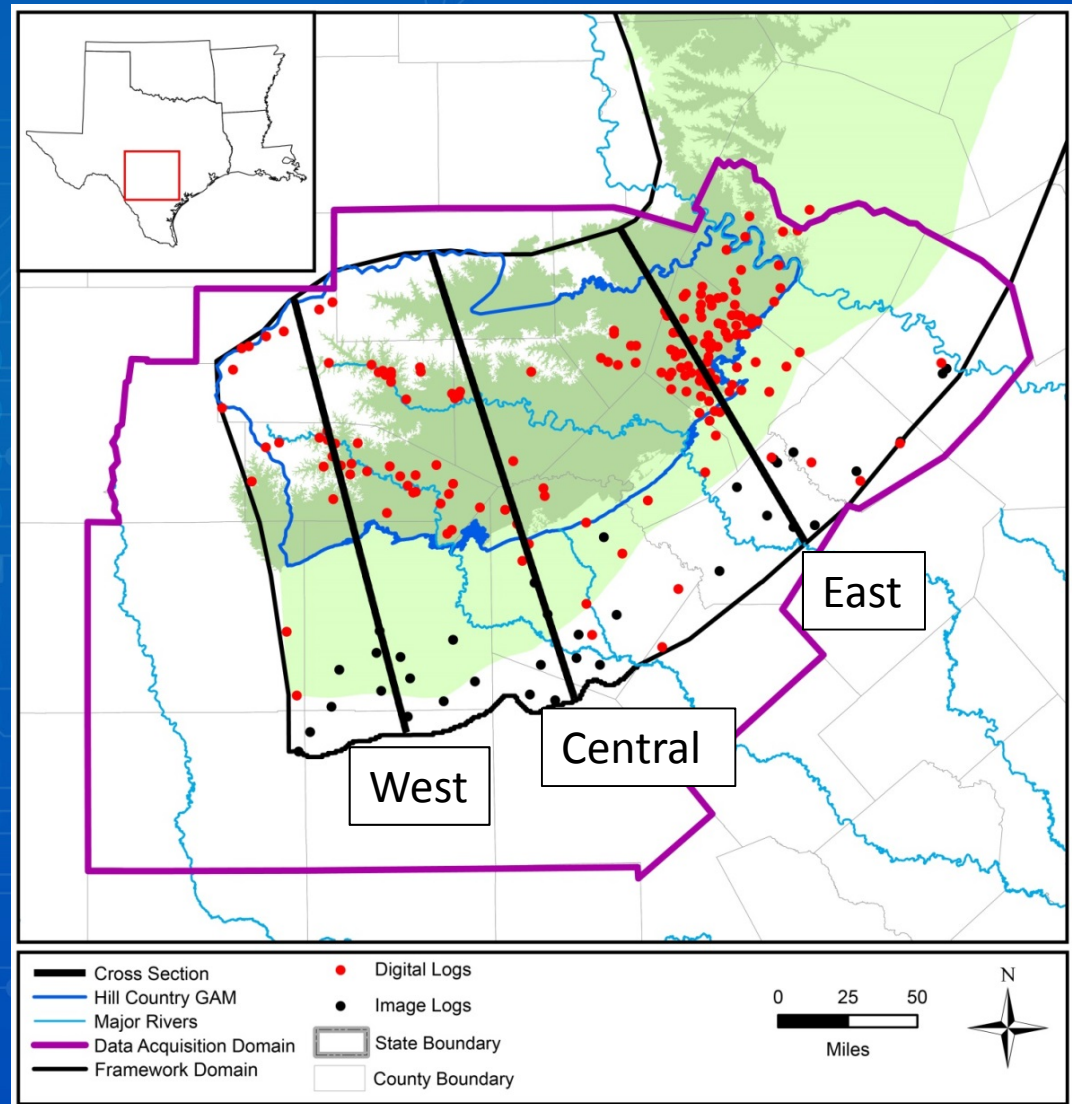 East
Central
West
Cross Section
Hill Country GAM
Major Rivers
Data Acquisition Domain
Framework Domain
Digital Logs
Image Logs
State Boundary
County Boundary
0 25 50
Miles
N